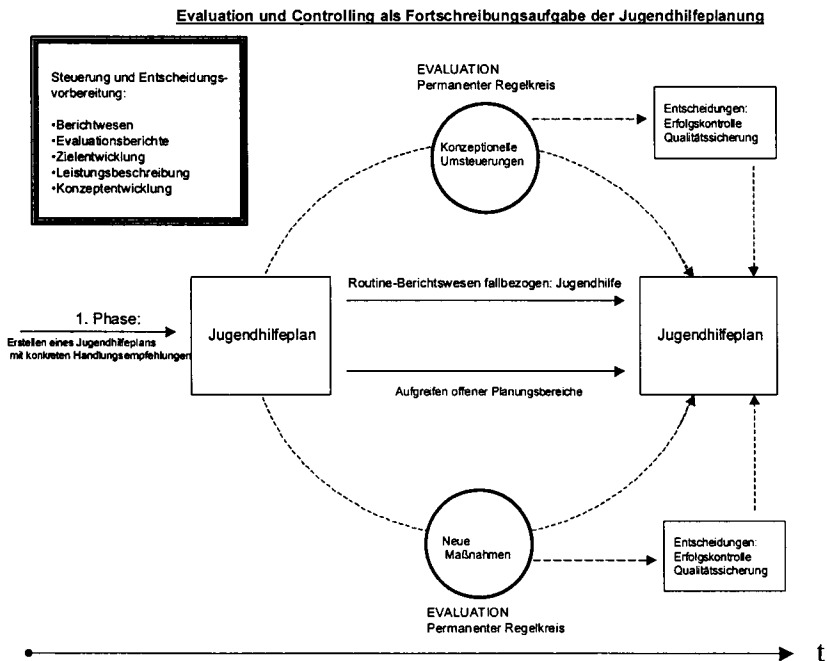 Evaluation und Controlling als Fortschreibungsaufgabe der Jugendhilfeplanung
Steuerung und Entscheidungs-
vorbereitung:
•Berichtwesen
•Evaluationsberichte
•Zielentwicklung
•Leistungsbeschreibung
•Konzeptentwicklung
EVALUATION
Permanenter Regelkreis
Konzeptionelle
Umsteuerungen
Entscheidungen:
Erfolgskontrolle
Qualitätssicherung
1. Phase:
Erstellen eines Jugendhilfeplans
mit konkreten Handlungsempfehlungen
Jugendhilfeplan
Routine-Berichtswesen fallbezogen: Jugendhilfe
Aufgreifen offener Planungsbereiche
Jugendhilfeplan
Neue
Maßnahmen
Entscheidungen:
Erfolgskontrolle
Qualitätssicherung
EVALUATION
Permanenter Regelkreis
t